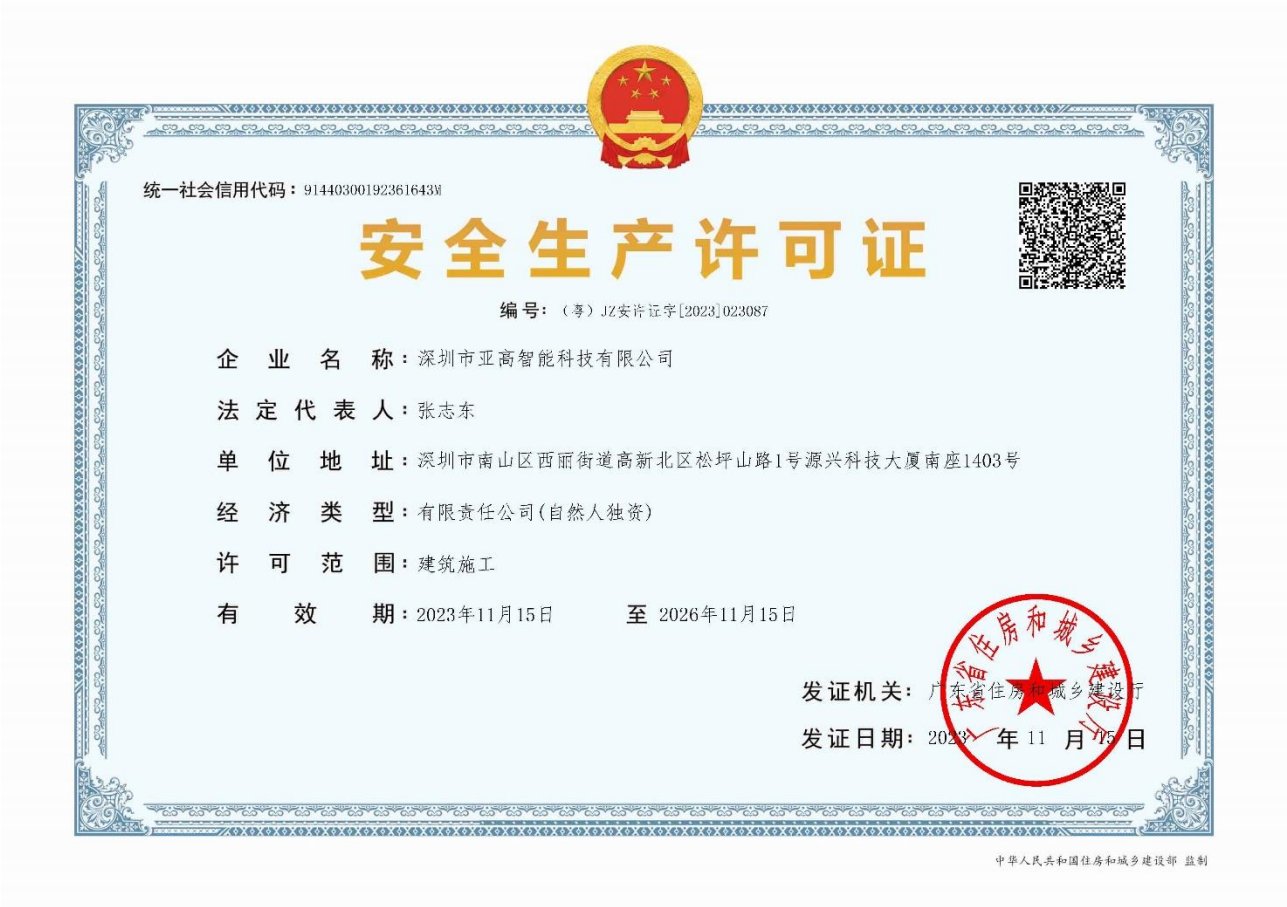 统一社会信用代码：91440300192361643M
安全生产许可证
编号：（粤）JZ安许证字[2023]023087
企业名称：深圳市亚高智能科技有限公司
法定代表人：张志东
单位地址：深圳市南山区西丽街道高新北区松坪山路1号源兴科技大厦南座1403号
经济类型：有限责任公司(自然人独资)
许可范围：建筑施工
有效期：2023年11月15日 至 2026年11月15日
广东省住房和城乡建设厅
发证机关：广东省住房和城乡建设厅
发证日期：2023年11月15日
中华人民共和国住房和城乡建设部 监制